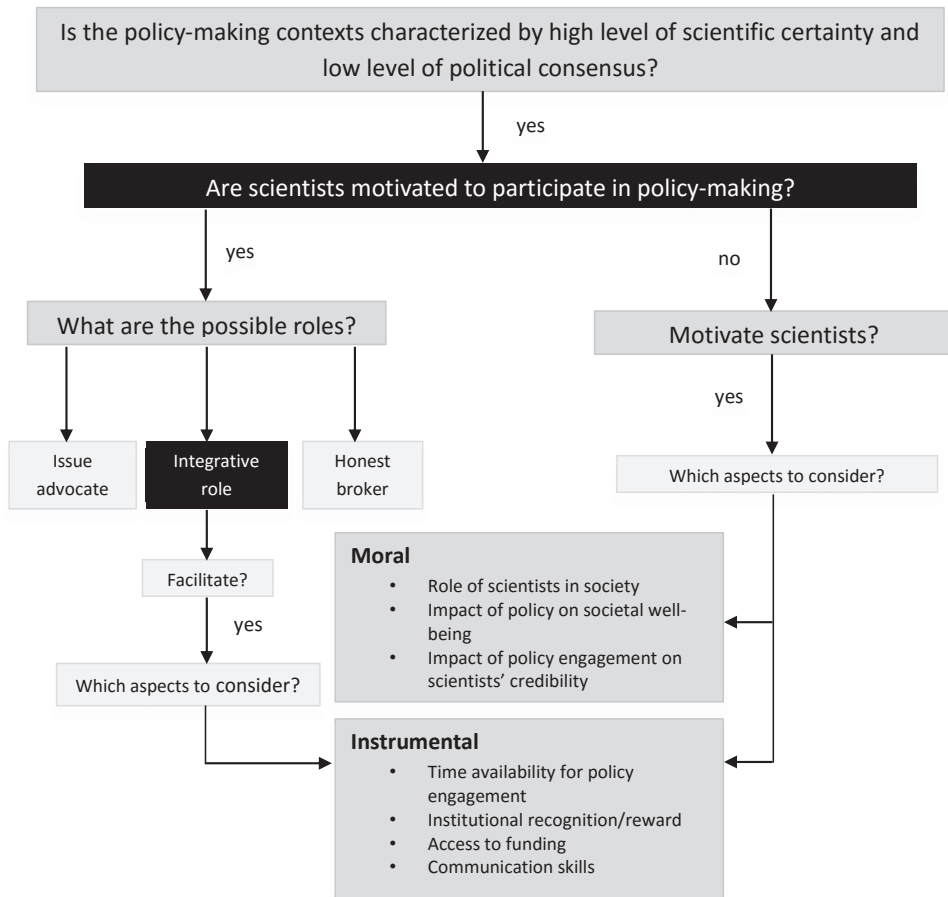 Is the policy-making contexts characterized by high level of scientific certainty and
low level of political consensus?
yes
Are scientists motivated to participate in policy-making?
yes
no
What are the possible roles?
Motivate scientists?
yes
Issue
advocate
Integrative
role
Honest
broker
Which aspects to consider?
Facilitate?
yes
Which aspects to consider?
Moral
• Role of scientists in society
• Impact of policy on societal well-
being
• Impact of policy engagement on
scientists’ credibility
Instrumental
• Time availability for policy
engagement
• Institutional recognition/reward
• Access to funding
• Communication skills